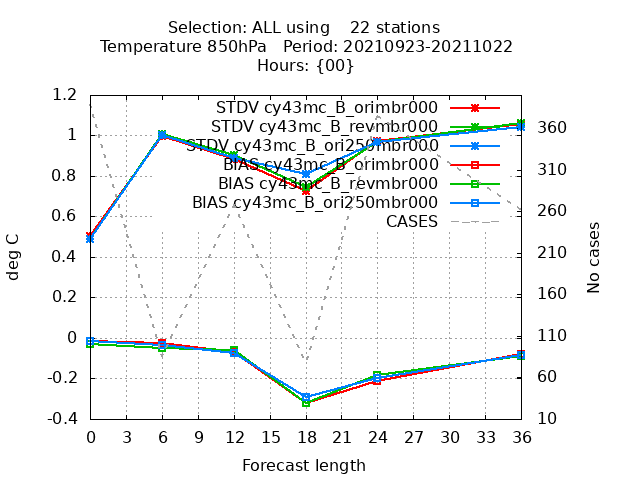 Selection: ALL using 22 stations
Temperature 850hPa Period: 20210923-20211022
Hours: {00}
STDV cy43mc_B_orimbr000
STDV cy43mc_B_revmbr000
STDV cy43mc_B_ori250mbr000
BIAS cy43mc_B_orimbr000
BIAS cy43mc_B_revmbr000
BIAS cy43mc_B_ori250mbr000
CASES
1.2
1
0.8
0.6
0.4
0.2
0
-0.2
-0.4
deg C
360
310
260
210
160
110
60
10
No cases
0 3 6 9 12 15 18 21 24 27 30 33 36
Forecast length